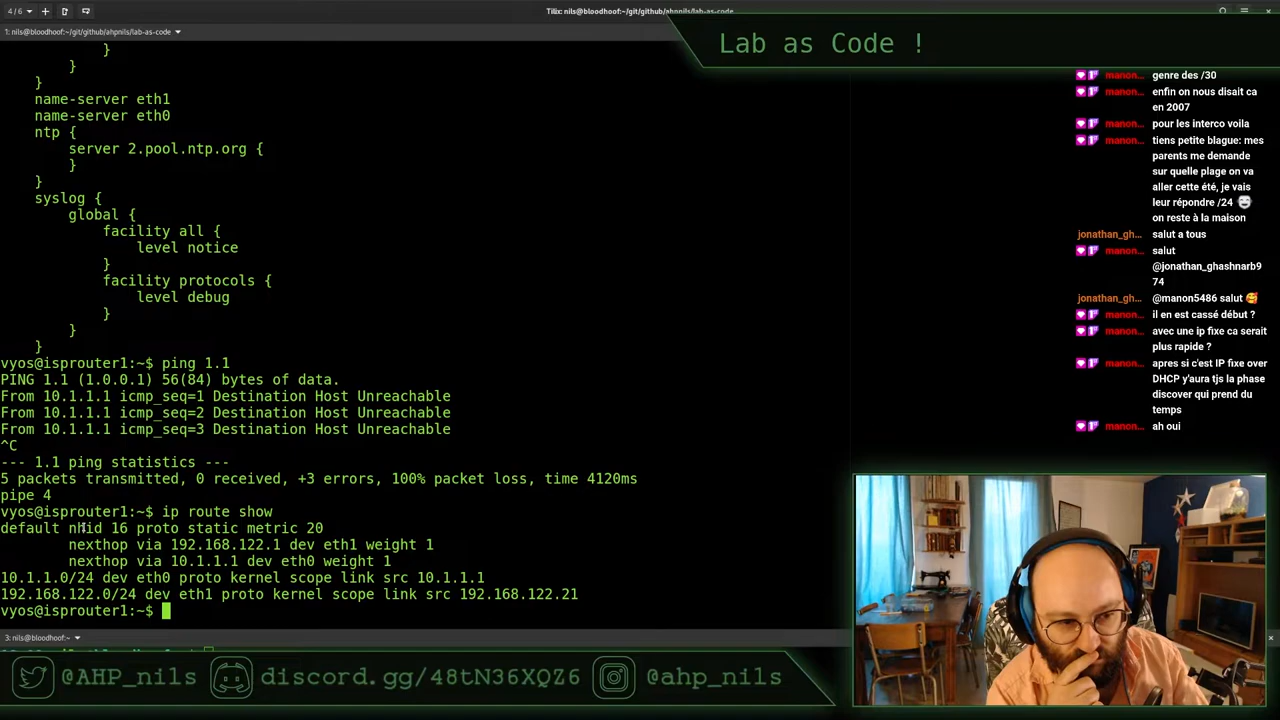 4/6
Tilix: nils@bloodhoof:~/git/github/ahpnils/lab-as-code
1: nils@bloodhoof:~/git/github/ahpnils/lab-as-code
Lab as Code !
}
}
}
name-server eth1
name-server eth0
ntp {
server 2.pool.ntp.org {
}
}
syslog {
global {
facility all {
level notice
}
facility protocols {
level debug
}
}
}
vyos@isprouter1:~$ ping 1.1
PING 1.1 (1.0.0.1) 56(84) bytes of data.
From 10.1.1.1 icmp_seq=1 Destination Host Unreachable
From 10.1.1.1 icmp_seq=2 Destination Host Unreachable
From 10.1.1.1 icmp_seq=3 Destination Host Unreachable
^C
--- 1.1 ping statistics ---
5 packets transmitted, 0 received, +3 errors, 100% packet loss, time 4120ms
pipe 4
vyos@isprouter1:~$ ip route show
default nhid 16 proto static metric 20
nexthop via 192.168.122.1 dev eth1 weight 1
nexthop via 10.1.1.1 dev eth0 weight 1
10.1.1.0/24 dev eth0 proto kernel scope link src 10.1.1.1
192.168.122.0/24 dev eth1 proto kernel scope link src 192.168.122.21
vyos@isprouter1:~$
3: nils@bloodhoof:~
manon... genre des /30
manon... enfin on nous disait ca
en 2007
manon... pour les interco voila
manon... tiens petite blague: mes
parents me demande
sur quelle plage on va
aller cette été, je vais
leur répondre /24
on reste à la maison
jonathan_gh... salut a tous
manon... salut
@jonathan_ghashnarb9
74
jonathan_gh... @manon5486 salut 🥰
manon... il en est cassé début ?
manon... avec une ip fixe ca serait
plus rapide ?
manon... apres si c'est IP fixe over
DHCP y'aura tjs la phase
discover qui prend du
temps
manon... ah oui
@AHP_nils
discord.gg/48tN36XQZ6
@ahp_nils